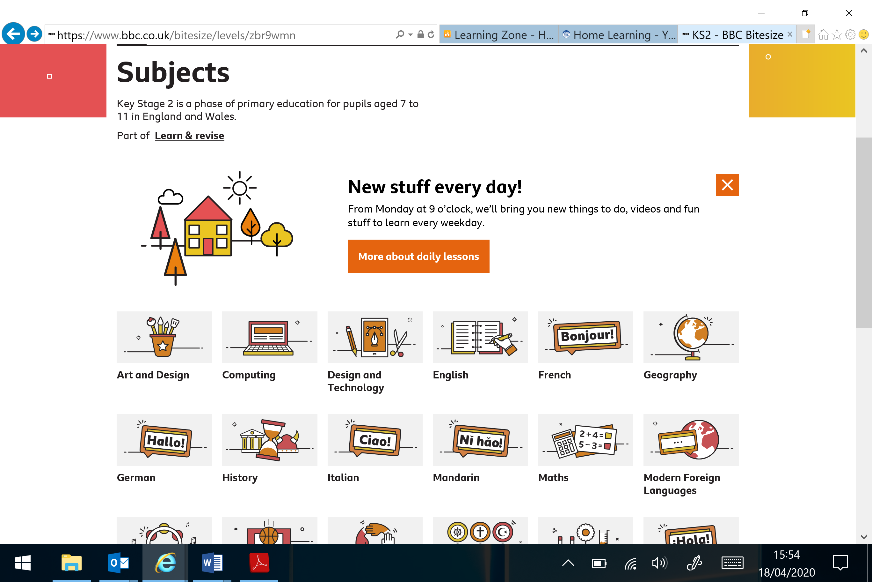 https://www.bbc.co.uk/bitesize/levels/zbr9wmn
Learning Zone - H...
Home Learning - Y...
KS2 - BBC Bitesize
Subjects
Key Stage 2 is a phase of primary education for pupils aged 7 to
11 in England and Wales.
Part of Learn & revise
New stuff every day!
From Monday at 9 o'clock, we'll bring you new things to do, videos and fun
stuff to learn every weekday.
More about daily lessons
Bonjour!
Art and Design
Computing
Design and
Technology
English
French
Geography
Hallo!
Ciao!
Nǐ hǎo!
2+4=
5-3=
German
History
Italian
Mandarin
Maths
Modern Foreign
Languages
¡Hola!
15:54
18/04/2020